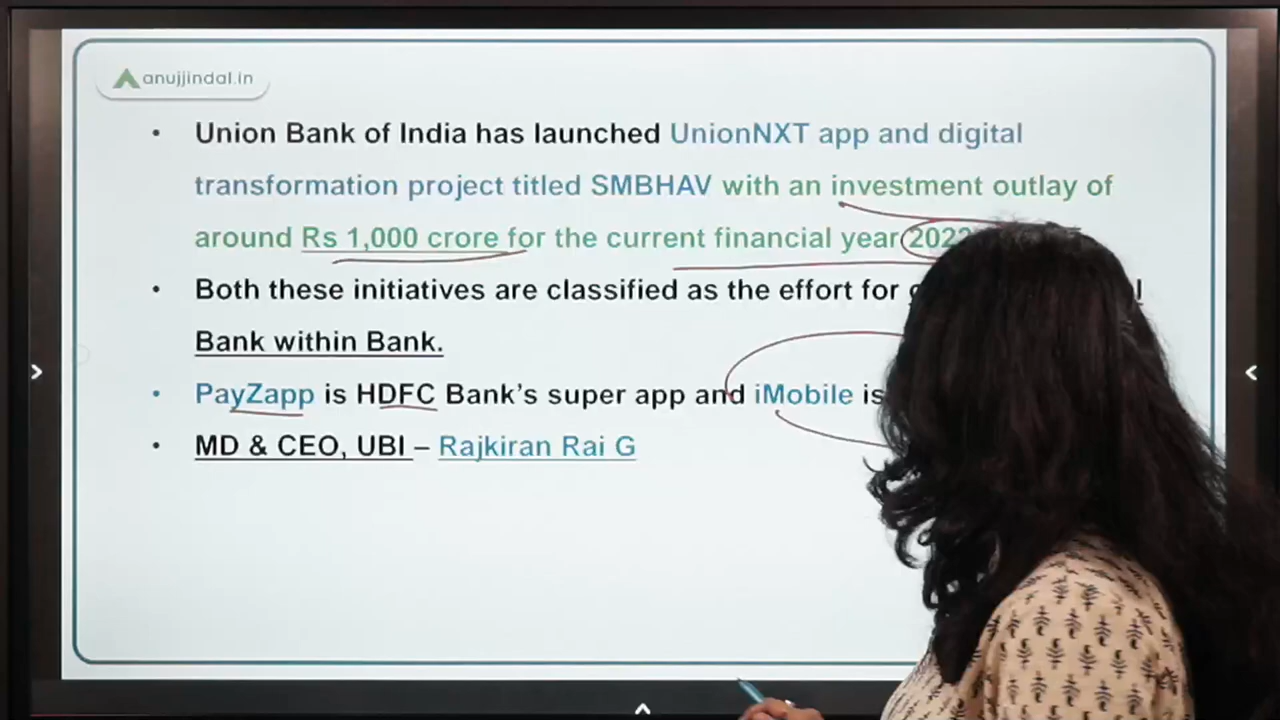 anujjindal.in
• Union Bank of India has launched UnionNXT app and digital
transformation project titled SMBHAV with an investment outlay of
around Rs 1,000 crore for the current financial year
• Both these initiatives are classified as the effort for
Bank within Bank.
• PayZapp is HDFC Bank’s super app and iMobile is
• MD & CEO, UBI – Rajkiran Rai G